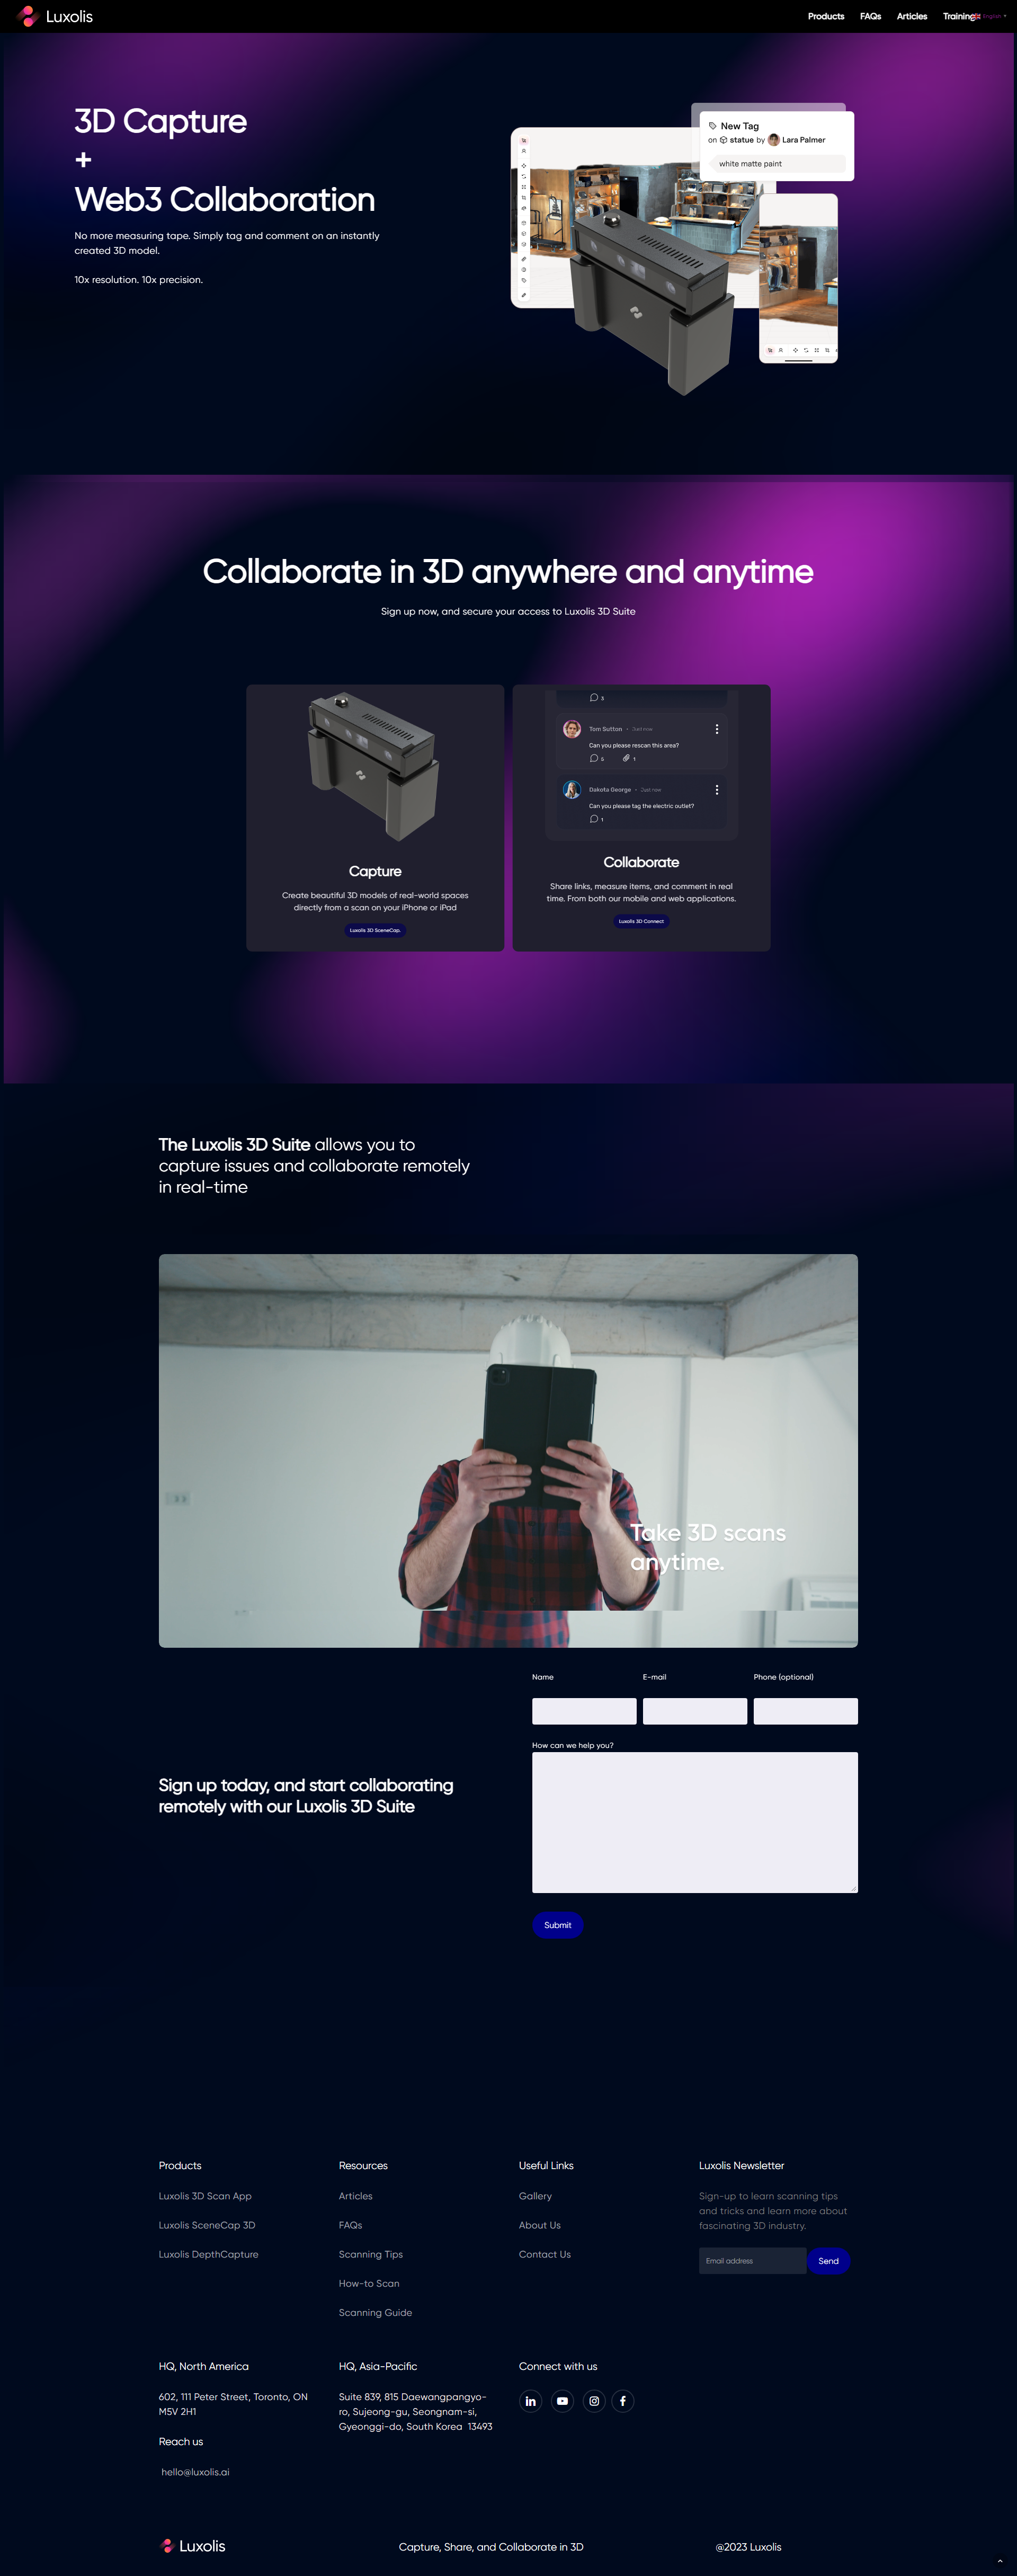 Luxolis
Products FAQs Articles Training English
3D Capture
+
Web3 Collaboration
No more measuring tape. Simply tag and comment on an instantly
created 3D model.
10x resolution. 10x precision.
New Tag
on statue by Lara Palmer
white matte paint
Collaborate in 3D anywhere and anytime
Sign up now, and secure your access to Luxolis 3D Suite
Capture
Create beautiful 3D models of real-world spaces
directly from a scan on your iPhone or iPad
Luxolis 3D SceneCap.
3
Tom Sutton • Just now
Can you please rescan this area?
5 1
Dakota George • Just now
Can you please tag the electric outlet?
1
Collaborate
Share links, measure items, and comment in real
time. From both our mobile and web applications.
Luxolis 3D Connect
The Luxolis 3D Suite allows you to
capture issues and collaborate remotely
in real-time
Take 3D scans
anytime.
Sign up today, and start collaborating
remotely with our Luxolis 3D Suite
Name E-mail Phone (optional)
How can we help you?
Submit
Products
Luxolis 3D Scan App
Luxolis SceneCap 3D
Luxolis DepthCapture
Resources
Articles
FAQs
Scanning Tips
How-to Scan
Scanning Guide
Useful Links
Gallery
About Us
Contact Us
Luxolis Newsletter
Sign-up to learn scanning tips
and tricks and learn more about
fascinating 3D industry.
Email address Send
HQ, North America
602, 111 Peter Street, Toronto, ON
M5V 2H1
Reach us
hello@luxolis.ai
HQ, Asia-Pacific
Suite 839, 815 Daewangpangyo-
ro, Sujeong-gu, Seongnam-si,
Gyeonggi-do, South Korea 13493
Connect with us
Luxolis
Capture, Share, and Collaborate in 3D
@2023 Luxolis